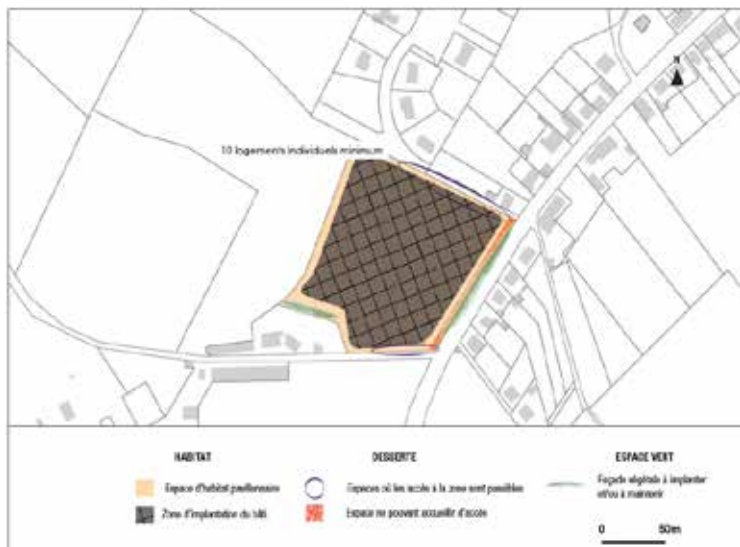 N
10 logements individuels minimum
HABITAT
DESSERTE
ESPACE VERT
Espace d'habitat pavillonnaire
Espaces où les accès à la zone sont possibles
Façade végétale à implanter
et/ou à maintenir
Zone d'implantation du bâti
Espace ne pouvant accueillir d'accès
0 50m